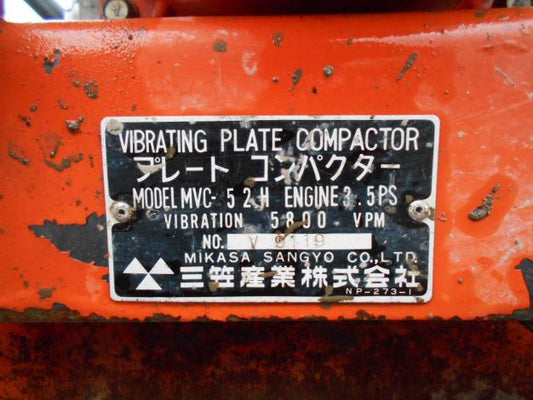 VIBRATING PLATE COMPACTOR
プレート コンパクター
MODEL MVC-52H ENGINE 3.5PS
VIBRATION 5800 VPM
NO. V 9119
MIKASA SANGYO CO.,LTD.
三笠産業株式会社
NP-273-1